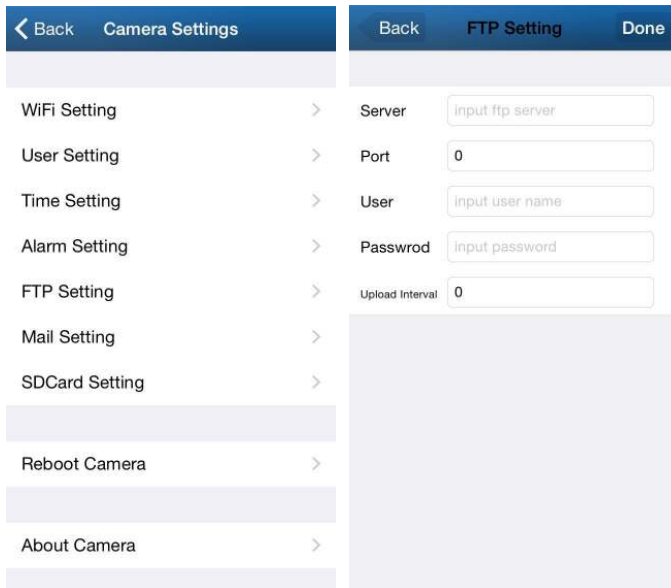 Back Camera Settings
WiFi Setting
User Setting
Time Setting
Alarm Setting
FTP Setting
Mail Setting
SDCard Setting
Reboot Camera
About Camera
Back FTP Setting Done
Server input ftp server
Port 0
User input user name
Passwrod input password
Upload Interval 0